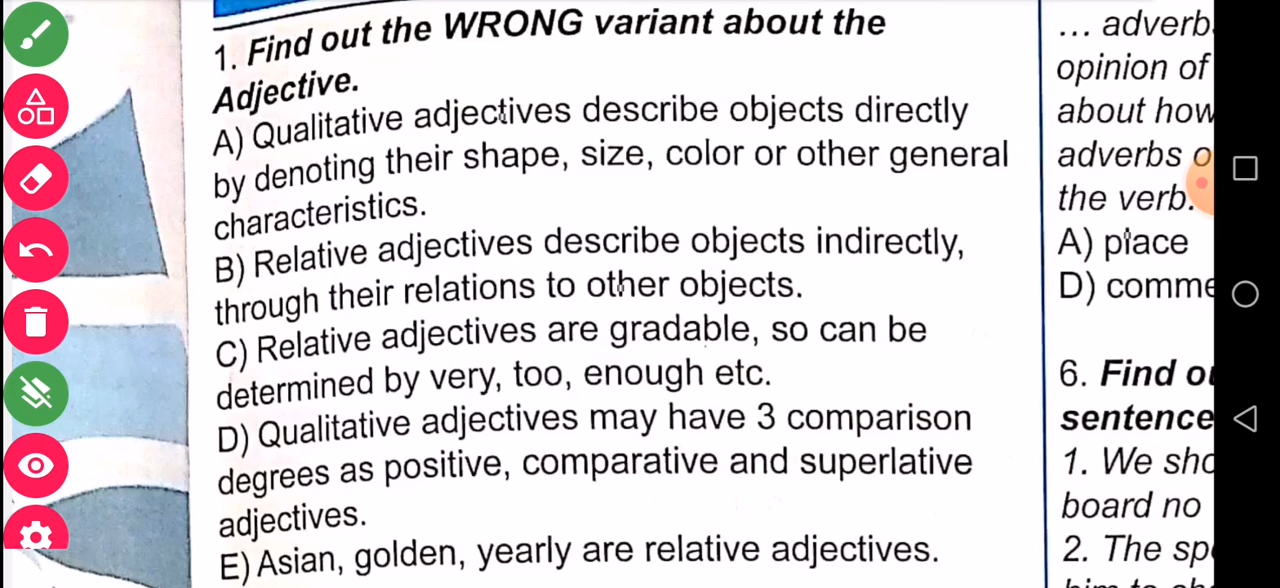 1. Find out the WRONG variant about the
Adjective.
A) Qualitative adjectives describe objects directly
by denoting their shape, size, color or other general
characteristics.
B) Relative adjectives describe objects indirectly,
through their relations to other objects.
C) Relative adjectives are gradable, so can be
determined by very, too, enough etc.
D) Qualitative adjectives may have 3 comparison
degrees as positive, comparative and superlative
adjectives.
E) Asian, golden, yearly are relative adjectives.
... adverb
opinion of
about how
adverbs
the verb.
A) place
D)
6. Find
sentence
1. We
board no
2. The